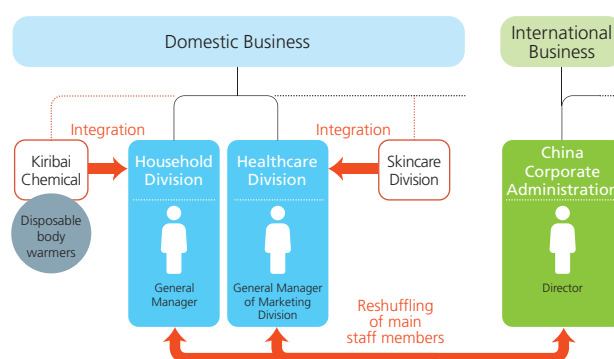 Domestic Business
International
Business
Integration
Integration
Kiribai
Chemical
Household
Division
Healthcare
Division
Skincare
Division
China
Corporate
Administration
Disposable
body
warmers
General
Manager
General Manager
of Marketing
Division
Director
Reshuffling
of main
staff members